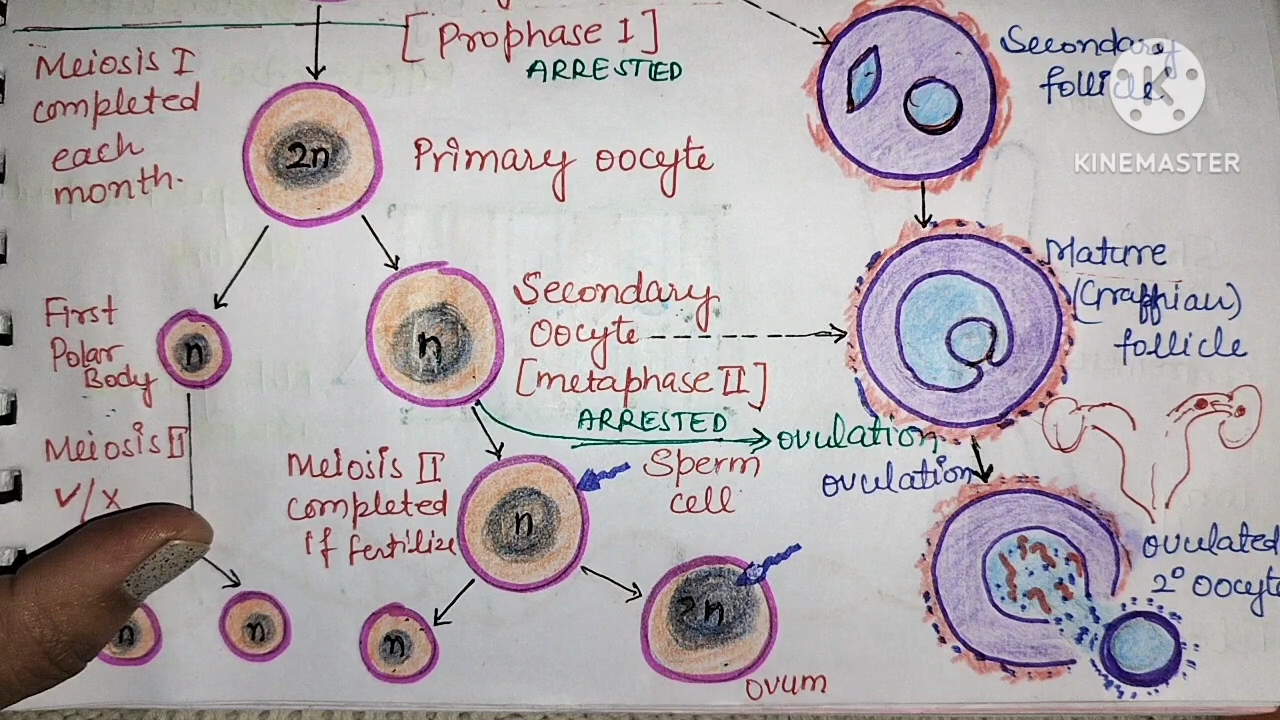 [Prophase I]
ARRESTED
Meiosis I
completed
each
month.
2n
Primary oocyte
Secondary
follicle
KINEMASTER
First
Polar
Body
n
n
Secondary
Oocyte
[metaphase II]
ARRESTED
ovulation
Mature
(Graffian)
follicle
Meiosis II
v/x
Meiosis II
completed
if fertilize
n
Sperm
cell
ovulation
Ovulated
2° Oocyte
n
n
n
2n
ovum